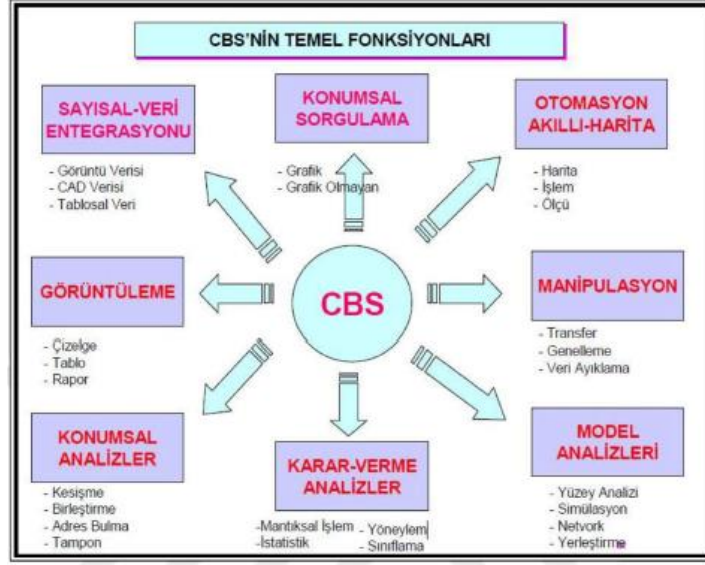 CBS'NİN TEMEL FONKSİYONLARI
SAYISAL-VERİ
ENTEGRASYONU
- Görüntü Verisi
- CAD Verisi
- Tablosal Veri
KONUMSAL
SORGULAMA
- Grafik
- Grafik Olmayan
OTOMASYON
AKILLI-HARİTA
- Harita
- İşlem
- Ölçü
GÖRÜNTÜLEME
- Çizelge
- Tablo
- Rapor
CBS
MANİPULASYON
- Transfer
- Genelleme
- Veri Ayıklama
KONUMSAL
ANALİZLER
- Kesişme
- Birleştirme
- Adres Bulma
- Tampon
KARAR-VERME
ANALİZLER
-Mantıksal İşlem
-İstatistik
- Yöneylem
- Sınıflama
MODEL
ANALİZLERİ
- Yüzey Analizi
- Simülasyon
- Network
- Yerleştirme